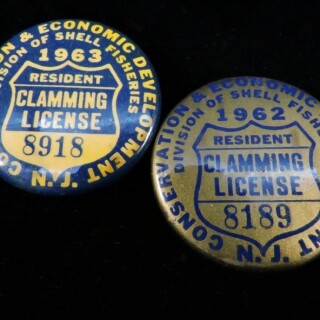 CONSERVATION & ECONOMIC DEVELOPMENT
DIVISION OF SHELL FISHERIES
1963
RESIDENT
CLAMMING
LICENSE
8918
N. J.
CONSERVATION & ECONOMIC
DIVISION OF SHELL
1962
RESIDENT
CLAMMING
LICENSE
8189
N. J.